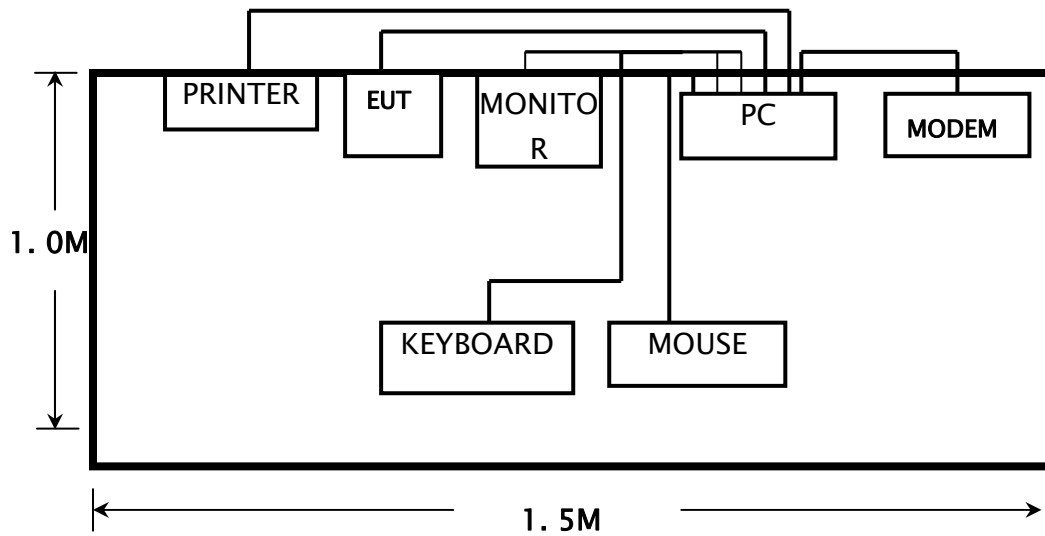 PRINTER
EUT
MONITO
R
PC
MODEM
1. 0M
KEYBOARD
MOUSE
1. 5M